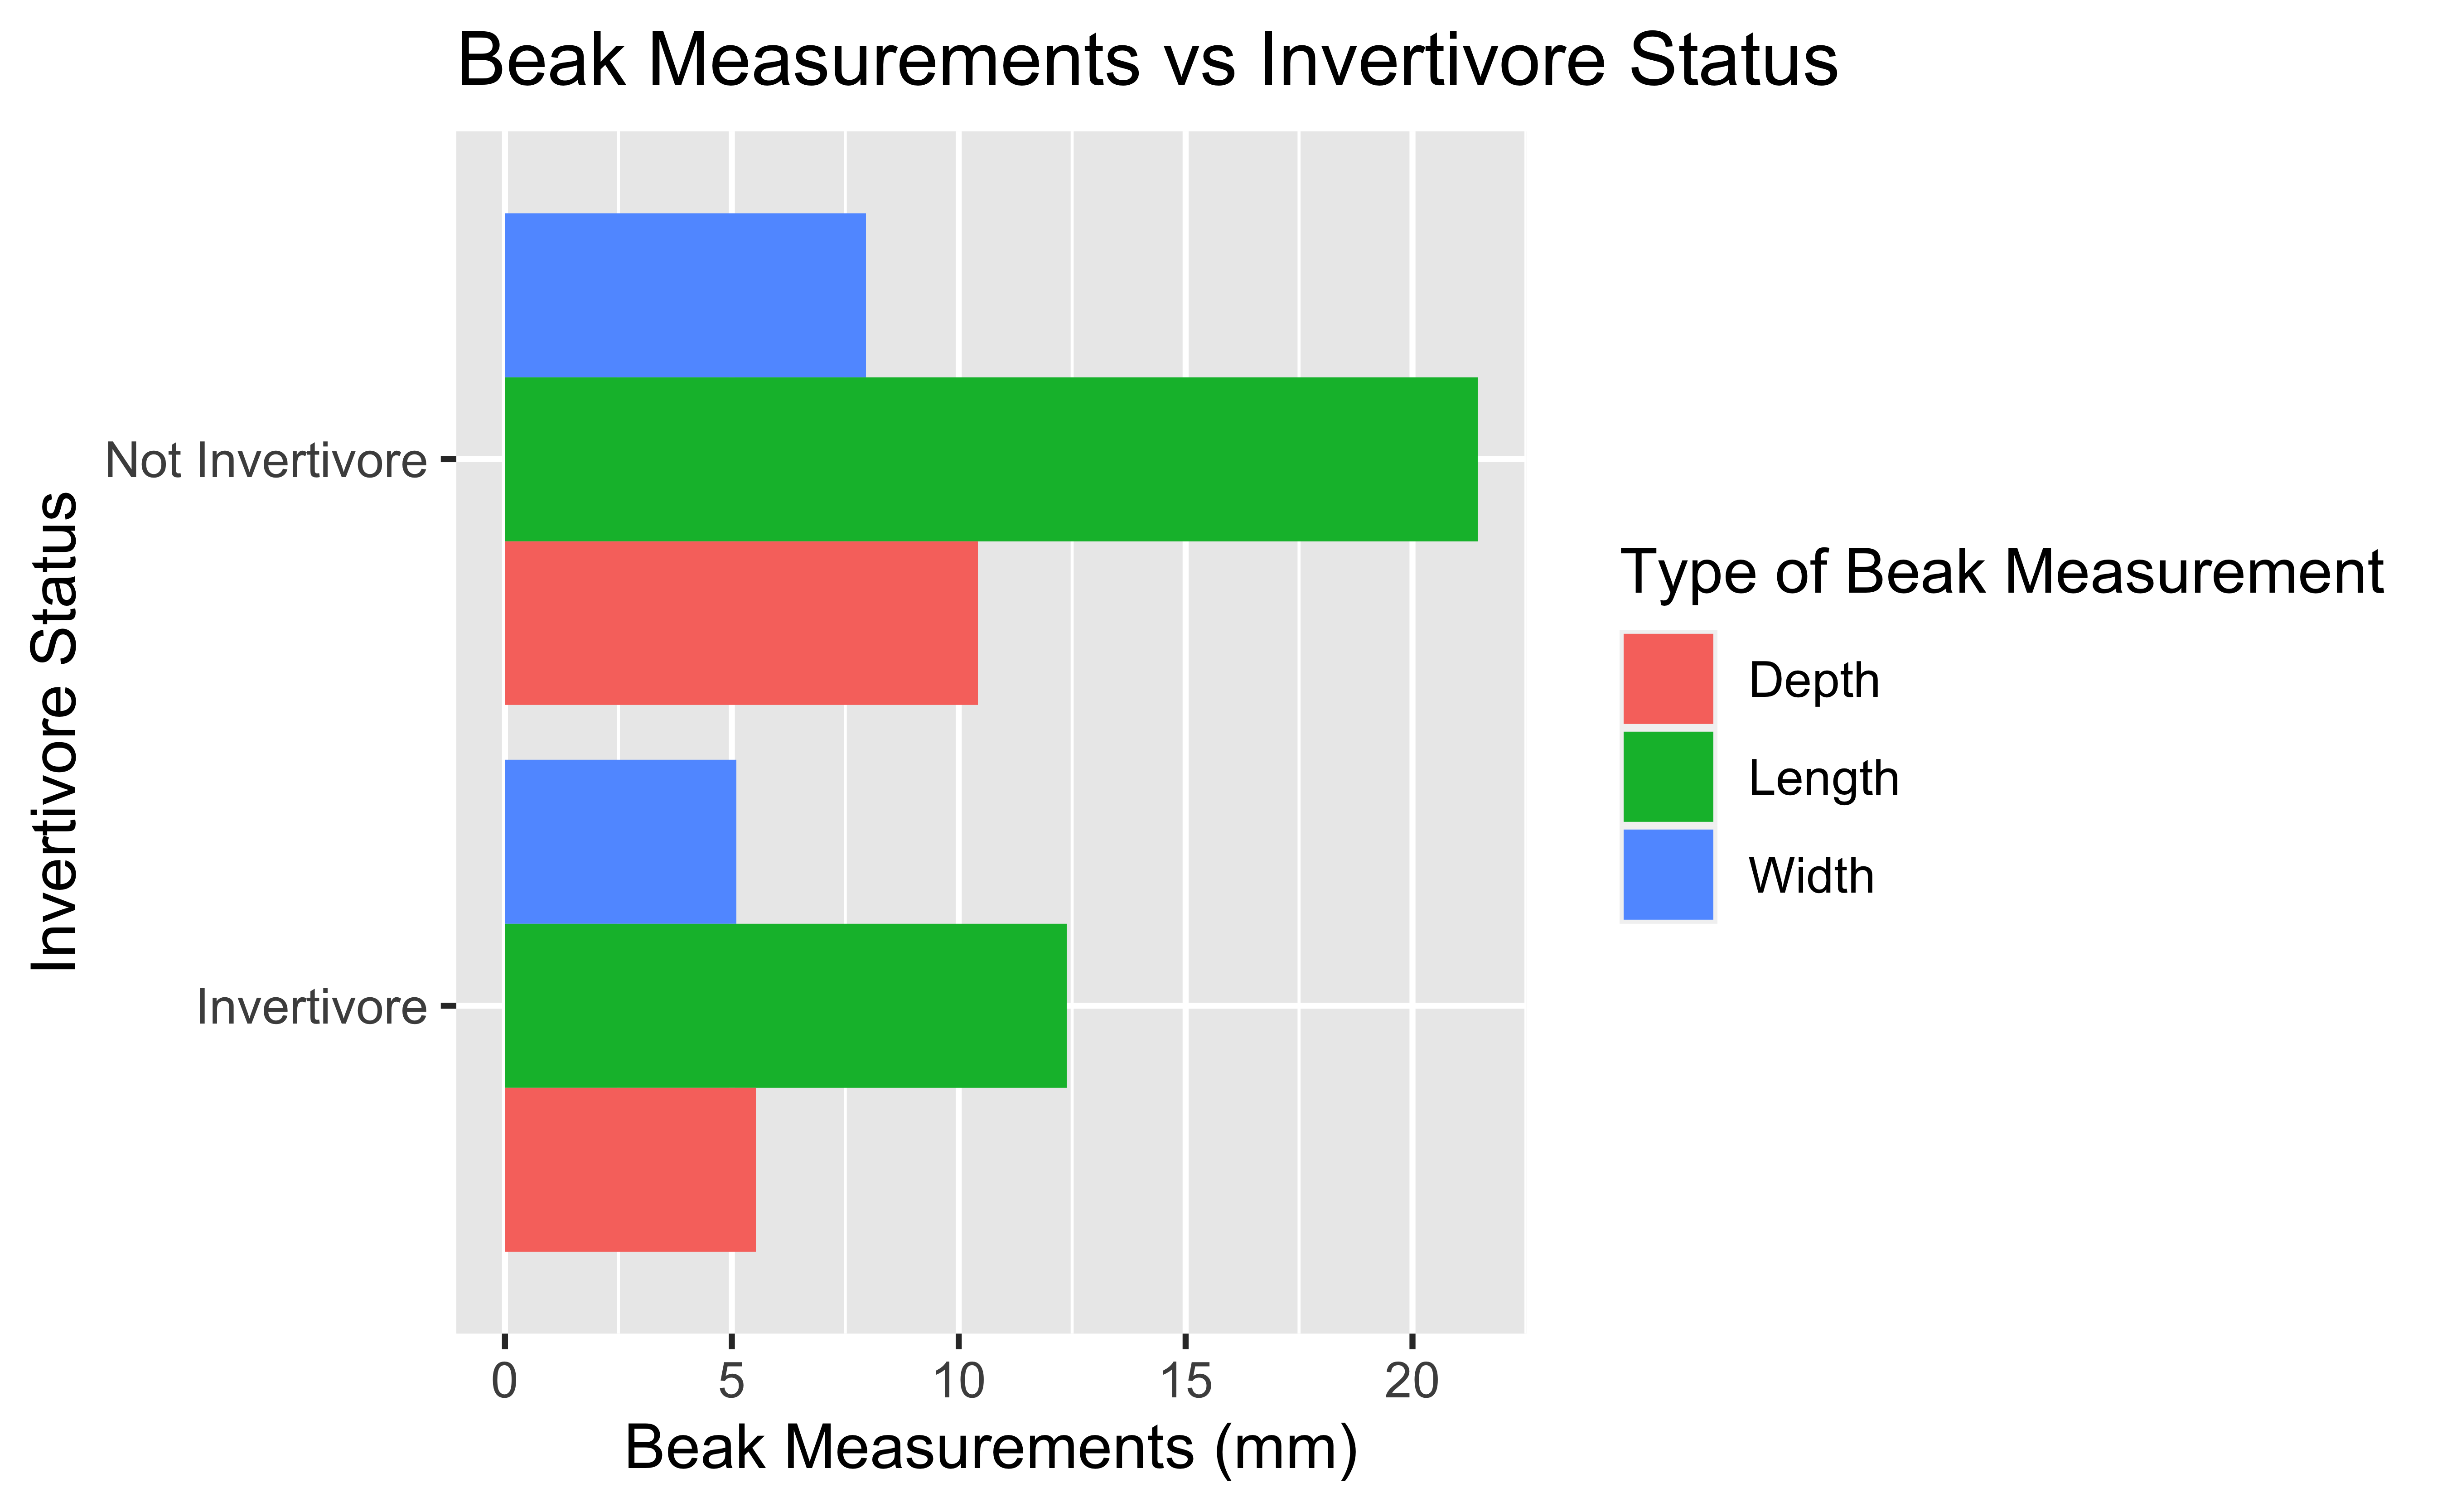 Beak Measurements vs Invertivore Status
Invertivore Status
Not Invertivore
Invertivore
0 5 10 15 20
Beak Measurements (mm)
Type of Beak Measurement
Depth
Length
Width